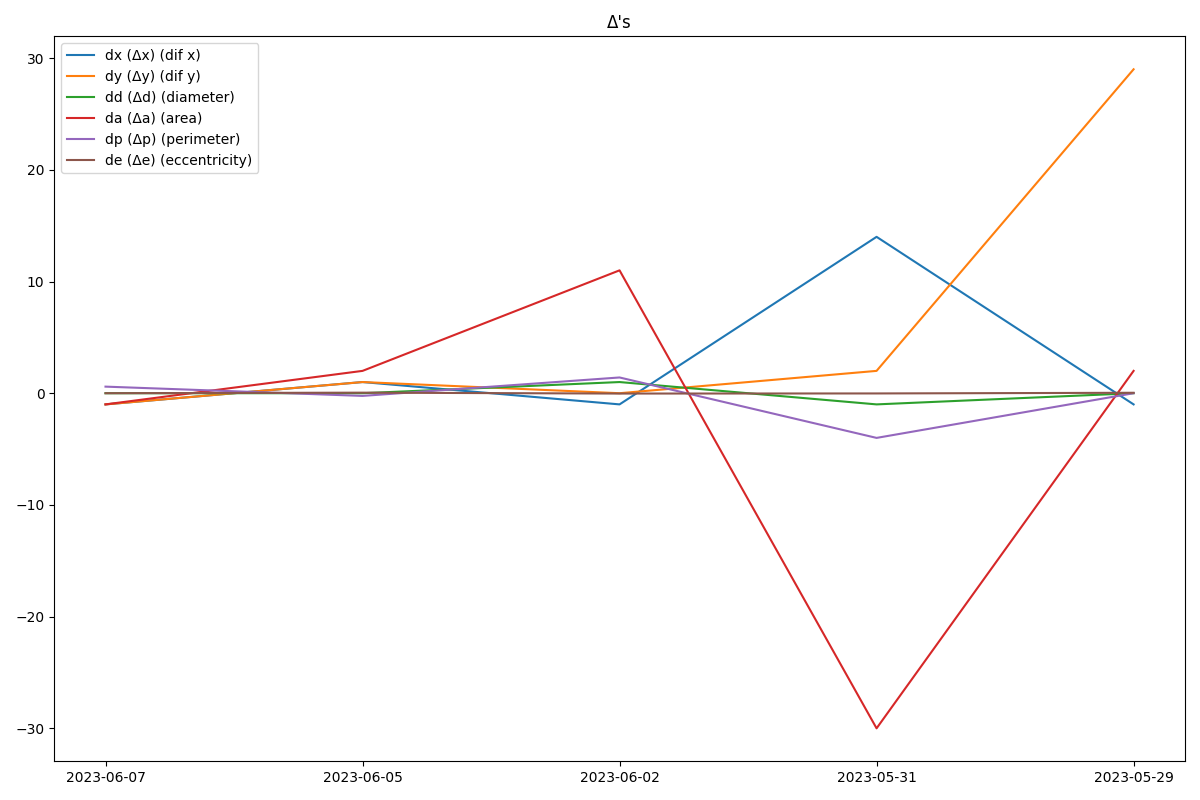 Δ's
dx (Δx) (dif x)
dy (Δy) (dif y)
dd (Δd) (diameter)
da (Δa) (area)
dp (Δp) (perimeter)
de (Δe) (eccentricity)
30
20
10
0
−10
−20
−30
2023-06-07 2023-06-05 2023-06-02 2023-05-31 2023-05-29